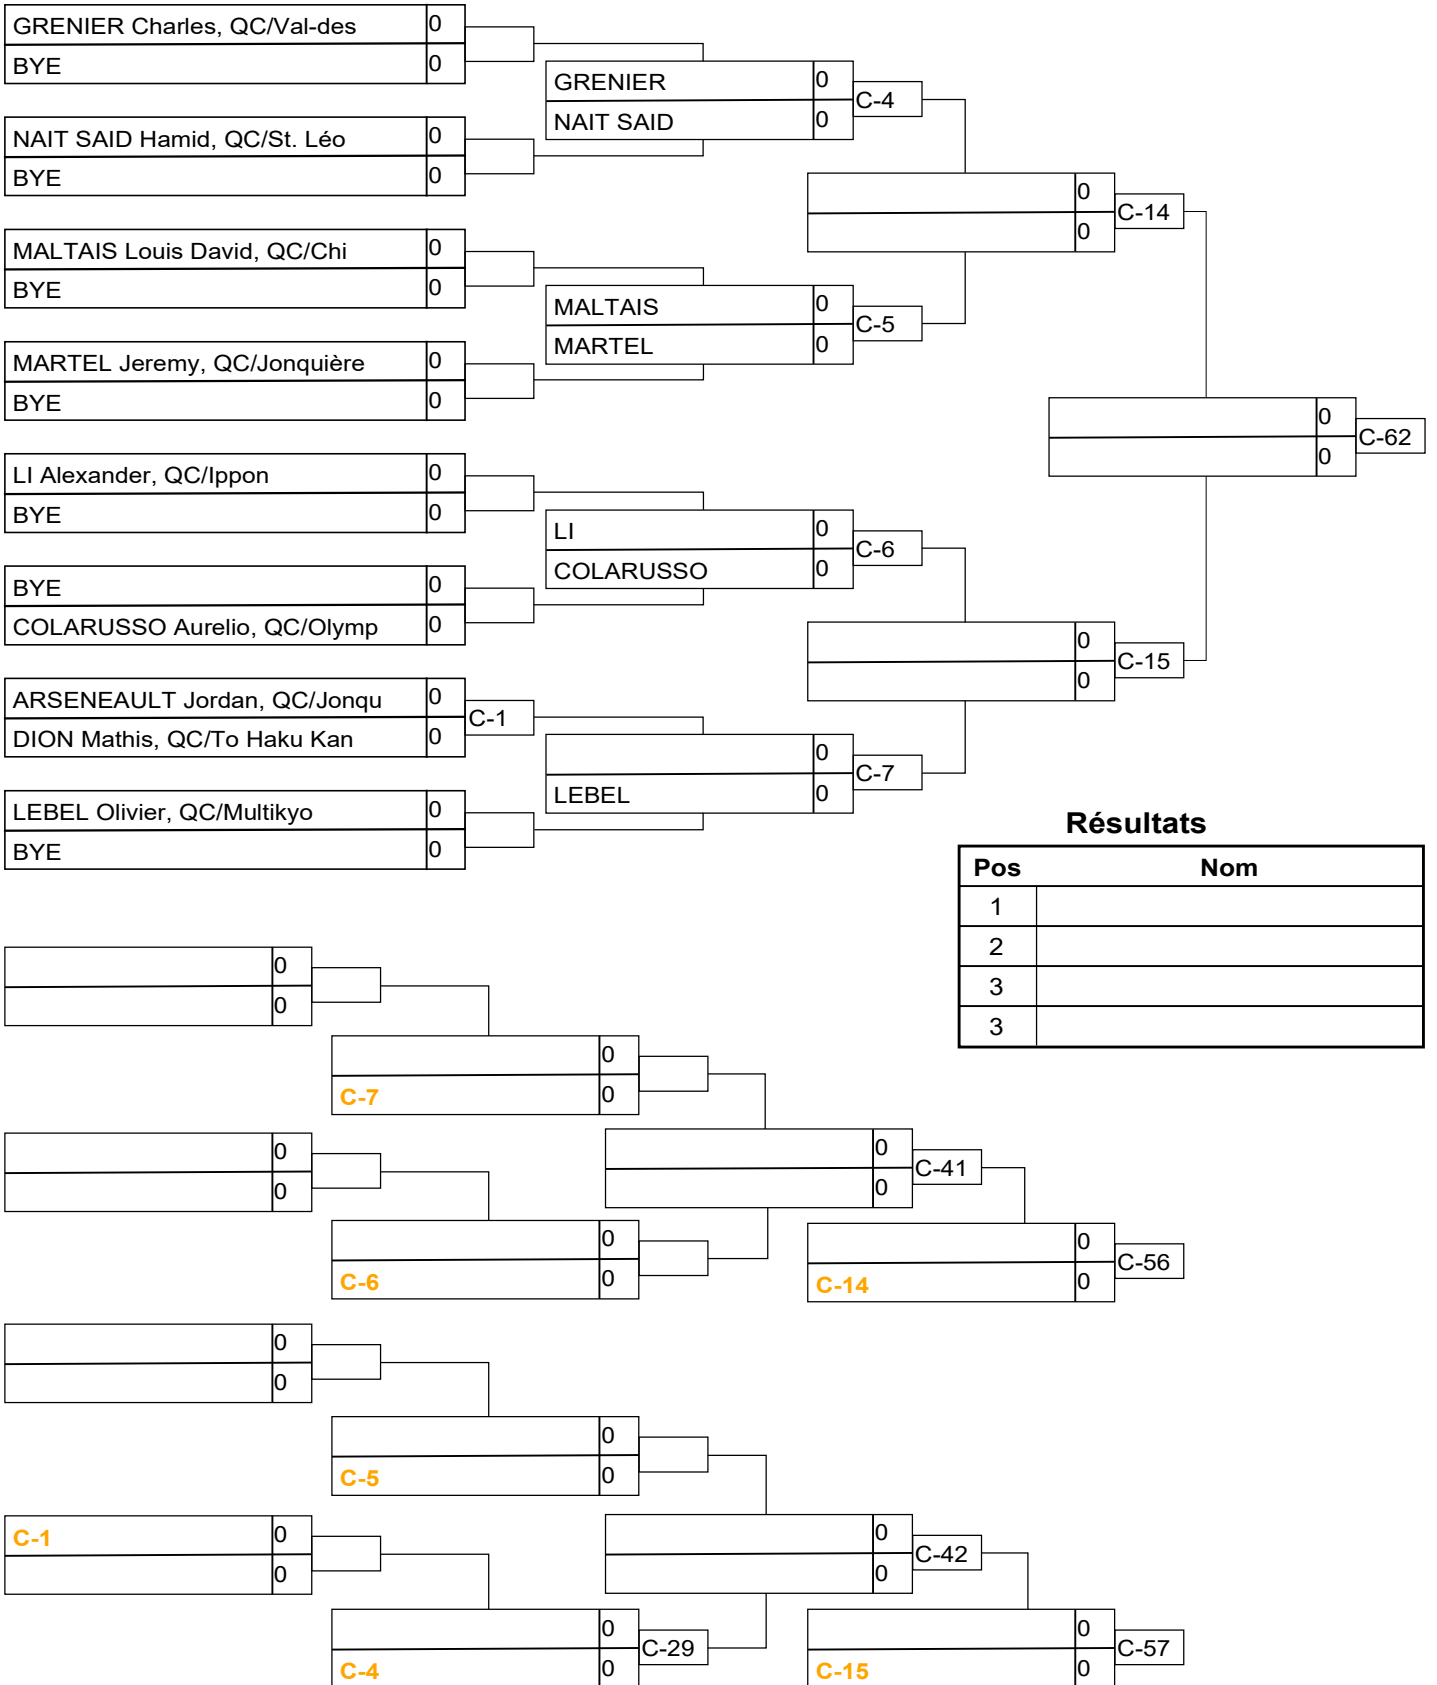 GRENIER Charles, QC/Val-des 0
BYE 0
NAIT SAID Hamid, QC/St. Léo 0
BYE 0
MALTAIS Louis David, QC/Chi 0
BYE 0
MARTEL Jeremy, QC/Jonquière 0
BYE 0
LI Alexander, QC/Ippon 0
BYE 0
BYE 0
COLARUSSO Aurelio, QC/Olymp 0
ARSENEAULT Jordan, QC/Jonqu 0
DION Mathis, QC/To Haku Kan 0
C-1
LEBEL Olivier, QC/Multikyo 0
BYE 0
GRENIER 0
NAIT SAID 0
C-4
MALTAIS 0
MARTEL 0
C-5
LI 0
COLARUSSO 0
C-6
0
LEBEL 0
C-7
0
0
C-14
0
0
C-15
0
0
C-62
Résultats
Pos Nom
1
2
3
3
0
0
0
C-7 0
0
0
0
C-6 0
0
0
C-41
0
C-14 0
C-56
0
0
0
C-5 0
C-1 0
0
0
C-4 0
C-29
0
0
C-42
0
C-15 0
C-57